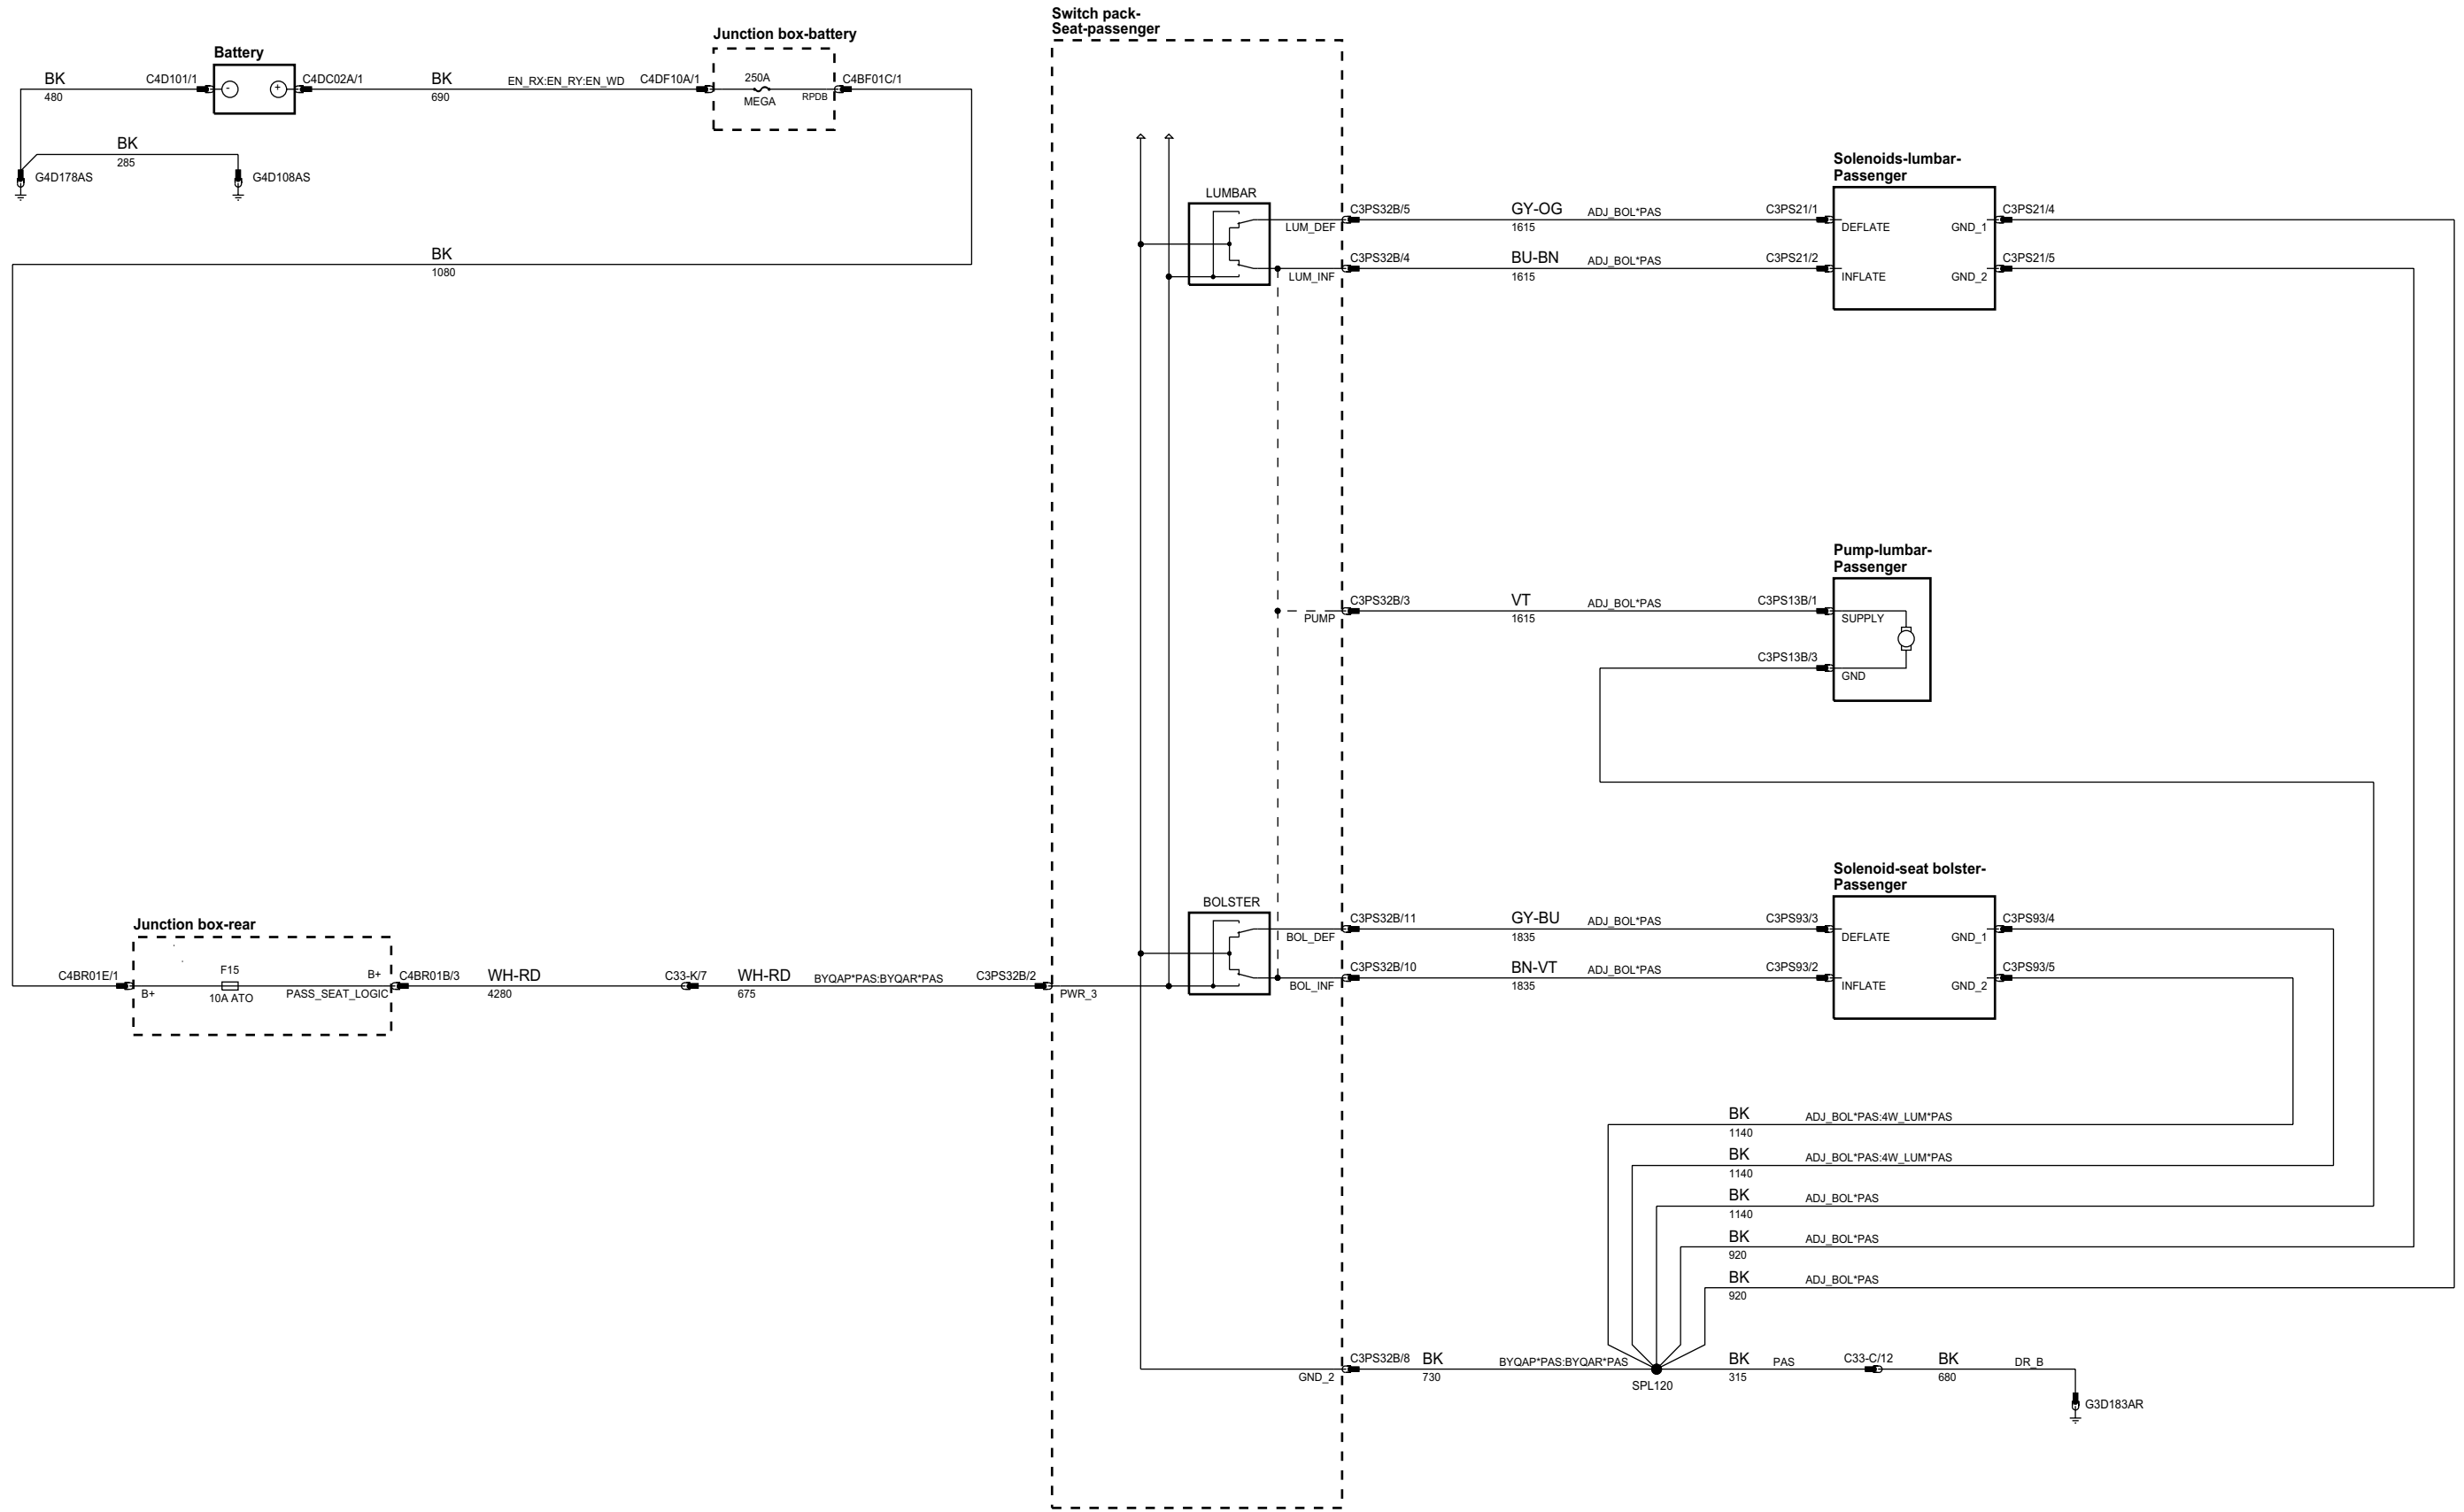 Switch pack-
Seat-passenger
Junction box-battery
Battery
BK
480
C4D101/1
-
+
C4DC02A/1
BK
690
EN_RX:EN_RY:EN_WD
C4DF10A/1
250A
MEGA
RPDB
C4BF01C/1
BK
285
G4D178AS
G4D108AS
BK
1080
LUMBAR
LUM_DEF
LUM_INF
C3PS32B/5
GY-OG
1615
ADJ_BOL*PAS
C3PS21/1
C3PS32B/4
BU-BN
1615
ADJ_BOL*PAS
C3PS21/2
Solenoids-lumbar-
Passenger
DEFLATE
GND_1
INFLATE
GND_2
C3PS21/4
C3PS21/5
Pump-lumbar-
Passenger
PUMP
C3PS32B/3
VT
1615
ADJ_BOL*PAS
C3PS13B/1
SUPPLY
C3PS13B/3
GND
Junction box-rear
C4BR01E/1
B+
F15
10A ATO
B+
PASS_SEAT_LOGIC
C4BR01B/3
WH-RD
4280
C33-K/7
WH-RD
675
BYQAP*PAS:BYQAR*PAS
C3PS32B/2
PWR_3
BOLSTER
BOL_DEF
BOL_INF
C3PS32B/11
GY-BU
1835
ADJ_BOL*PAS
C3PS93/3
C3PS32B/10
BN-VT
1835
ADJ_BOL*PAS
C3PS93/2
Solenoid-seat bolster-
Passenger
DEFLATE
GND_1
INFLATE
GND_2
C3PS93/4
C3PS93/5
BK
1140
ADJ_BOL*PAS:4W_LUM*PAS
BK
1140
ADJ_BOL*PAS:4W_LUM*PAS
BK
1140
ADJ_BOL*PAS
BK
920
ADJ_BOL*PAS
BK
920
ADJ_BOL*PAS
GND_2
C3PS32B/8
BK
730
BYQAP*PAS:BYQAR*PAS
SPL120
BK
315
PAS
C33-C/12
BK
680
DR_B
G3D183AR